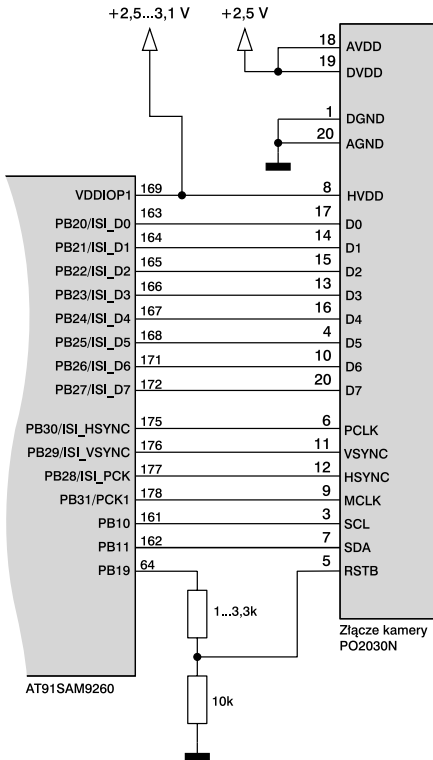 +2,5...3,1 V +2,5 V
18 AVDD
19 DVDD
1 DGND
20 AGND
VDDIOP1 169 8 HVDD
PB20/ISI_D0 163 17 D0
PB21/ISI_D1 164 14 D1
PB22/ISI_D2 165 15 D2
PB23/ISI_D3 166 13 D3
PB24/ISI_D4 167 16 D4
PB25/ISI_D5 168 4 D5
PB26/ISI_D6 171 10 D6
PB27/ISI_D7 172 20 D7
PB30/ISI_HSYNC 175 6 PCLK
PB29/ISI_VSYNC 176 11 VSYNC
PB28/ISI_PCK 177 12 HSYNC
PB31/PCK1 178 9 MCLK
PB10 161 3 SCL
PB11 162 7 SDA
PB19 64 5 RSTB
1...3,3k
Złącze kamery
PO2030N
AT91SAM9260
10k